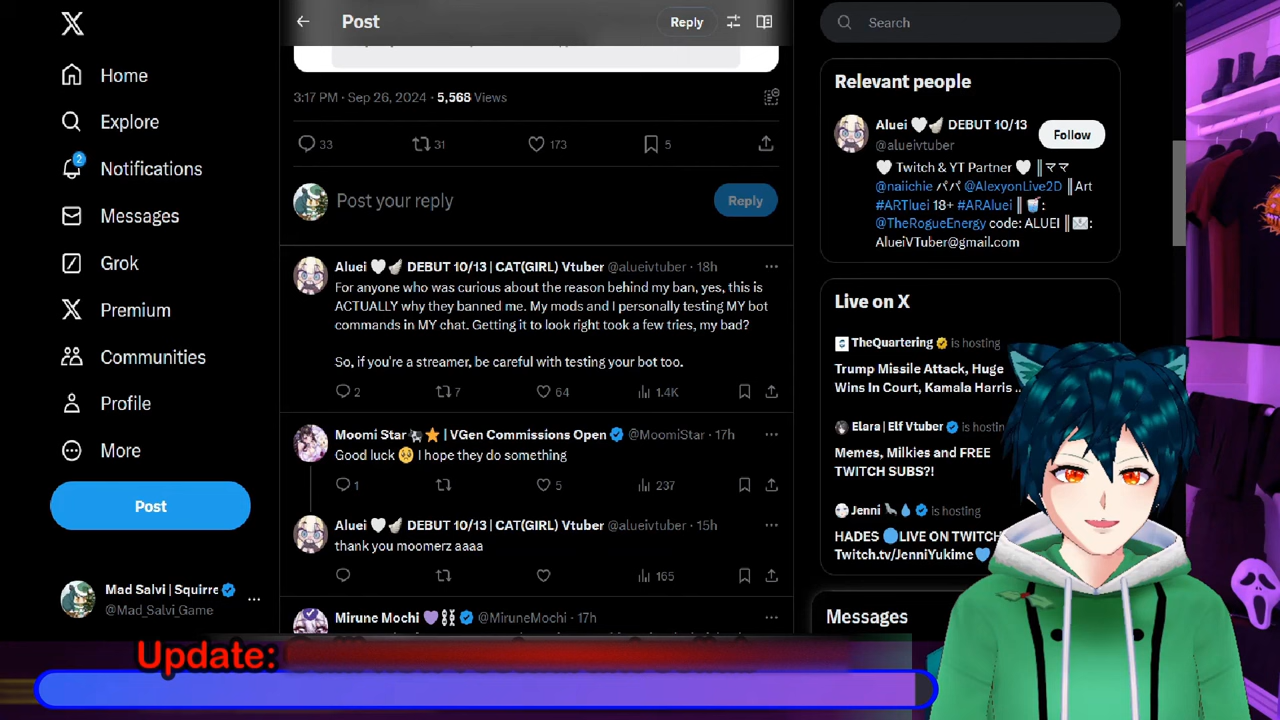 Home
Explore
2
Notifications
Messages
Grok
Premium
Communities
Profile
More
Post
Mad Salvi | Squirre
@Mad_Salvi_Game
Post
Reply
3:17 PM · Sep 26, 2024 · 5,568 Views
33
31
173
5
Post your reply
Reply
Aluei 🤍🪽 DEBUT 10/13 | CAT(GIRL) Vtuber @alueivtuber · 18h
For anyone who was curious about the reason behind my ban, yes, this is
ACTUALLY why they banned me. My mods and I personally testing MY bot
commands in MY chat. Getting it to look right took a few tries, my bad?
So, if you're a streamer, be careful with testing your bot too.
2
7
64
1.4K
Moomi Star🐄⭐ | VGen Commissions Open @MoomiStar · 17h
Good luck 🥺 I hope they do something
1
5
237
Aluei 🤍🪽 DEBUT 10/13 | CAT(GIRL) Vtuber @alueivtuber · 15h
thank you moomerz aaaa
165
Mirune Mochi 💜⛓ @MiruneMochi · 17h
Search
Relevant people
Aluei 🤍🪽 DEBUT 10/13
@alueivtuber
Follow
🤍 Twitch & YT Partner 🤍 ║ママ
@naiichie パパ @AlexyonLive2D ║Art
#ARTluei 18+ #ARAluei ║🥤:
@TheRogueEnergy code: ALUEI ║✉:
AlueiVTuber@gmail.com
Live on X
TheQuartering is hosting
Trump Missile Attack, Huge
Wins In Court, Kamala Harris ..
Elara | Elf Vtuber is hosting
Memes, Milkies and FREE
TWITCH SUBS?!
Jenni 🦙💧 is hosting
HADES 🔵LIVE ON TWITCH
Twitch.tv/JenniYukime💙
Messages
Update: